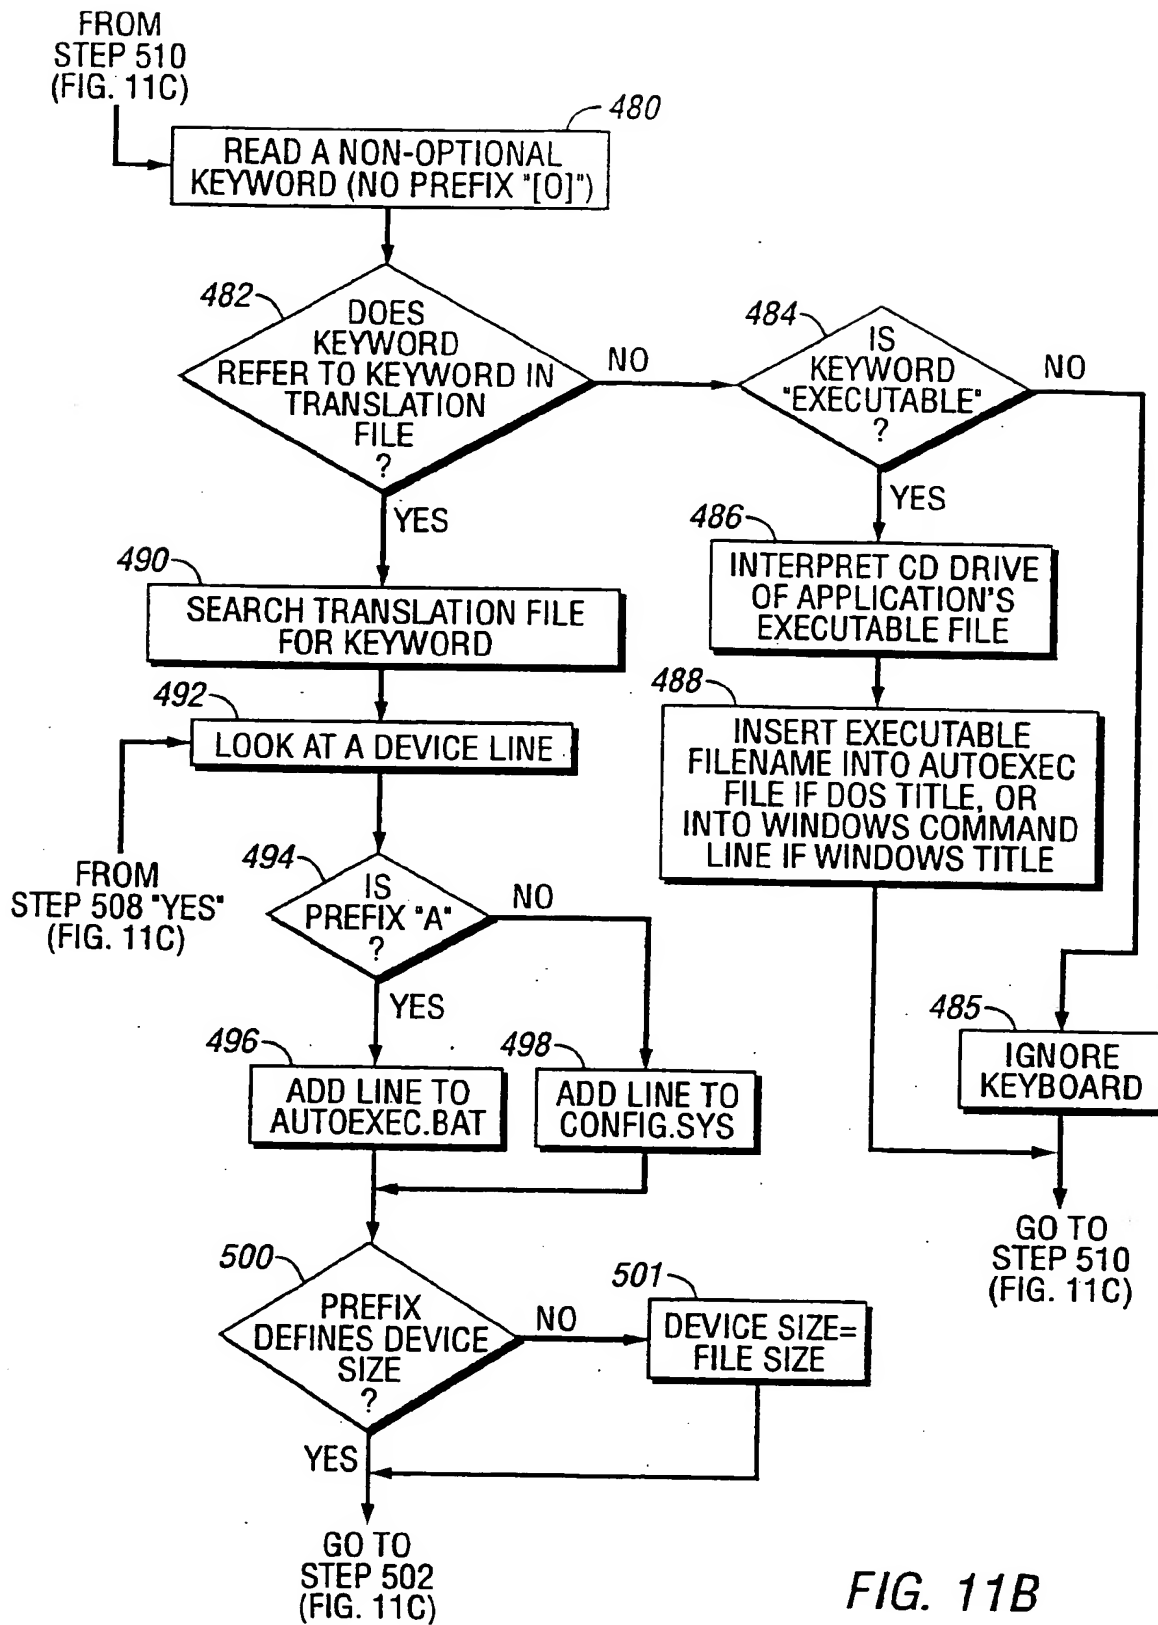 FROM
STEP 510
(FIG. 11C)
480
READ A NON-OPTIONAL
KEYWORD (NO PREFIX "[O]")
482
DOES
KEYWORD
REFER TO KEYWORD IN
TRANSLATION
FILE
?
NO
YES
484
IS
KEYWORD
"EXECUTABLE"
?
NO
YES
486
INTERPRET CD DRIVE
OF APPLICATION'S
EXECUTABLE FILE
488
INSERT EXECUTABLE
FILENAME INTO AUTOEXEC
FILE IF DOS TITLE, OR
INTO WINDOWS COMMAND
LINE IF WINDOWS TITLE
485
IGNORE
KEYBOARD
GO TO
STEP 510
(FIG. 11C)
490
SEARCH TRANSLATION FILE
FOR KEYWORD
492
LOOK AT A DEVICE LINE
FROM
STEP 508 "YES"
(FIG. 11C)
494
IS
PREFIX "A"
?
NO
YES
496
ADD LINE TO
AUTOEXEC.BAT
498
ADD LINE TO
CONFIG.SYS
500
PREFIX
DEFINES DEVICE
SIZE
?
NO
YES
501
DEVICE SIZE=
FILE SIZE
GO TO
STEP 502
(FIG. 11C)
FIG. 11B